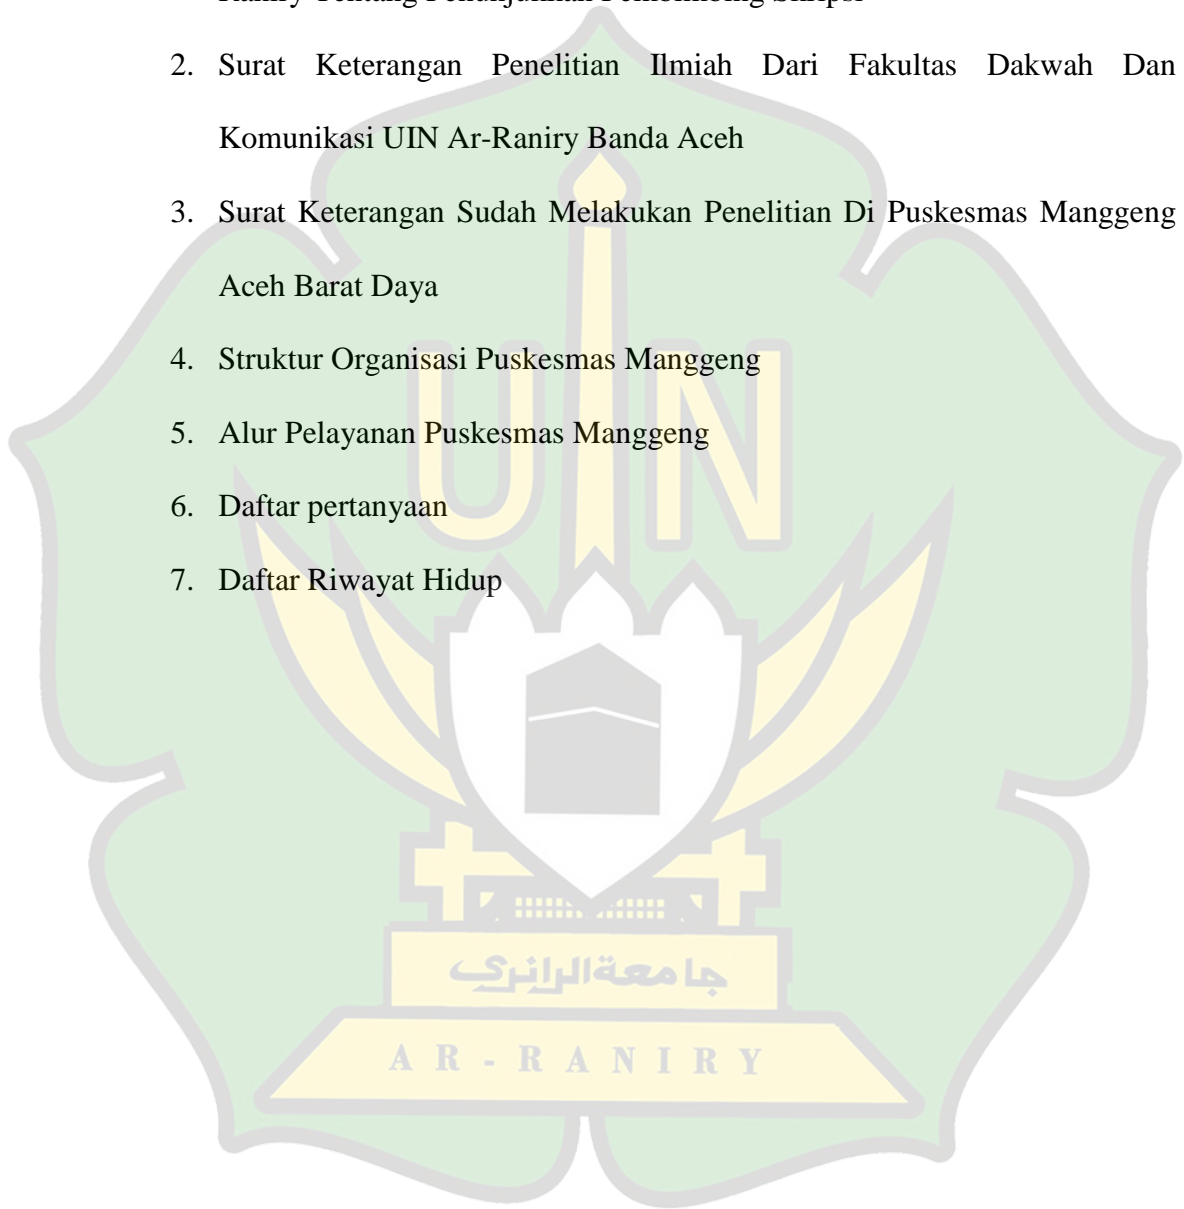 2. Surat Keterangan Penelitian Ilmiah Dari Fakultas Dakwah Dan
Komunikasi UIN Ar-Raniry Banda Aceh
3. Surat Keterangan Sudah Melakukan Penelitian Di Puskesmas Manggeng
Aceh Barat Daya
4. Struktur Organisasi Puskesmas Manggeng
5. Alur Pelayanan Puskesmas Manggeng
6. Daftar pertanyaan
7. Daftar Riwayat Hidup
UIN
جامعةالرانري
AR-RANIRY